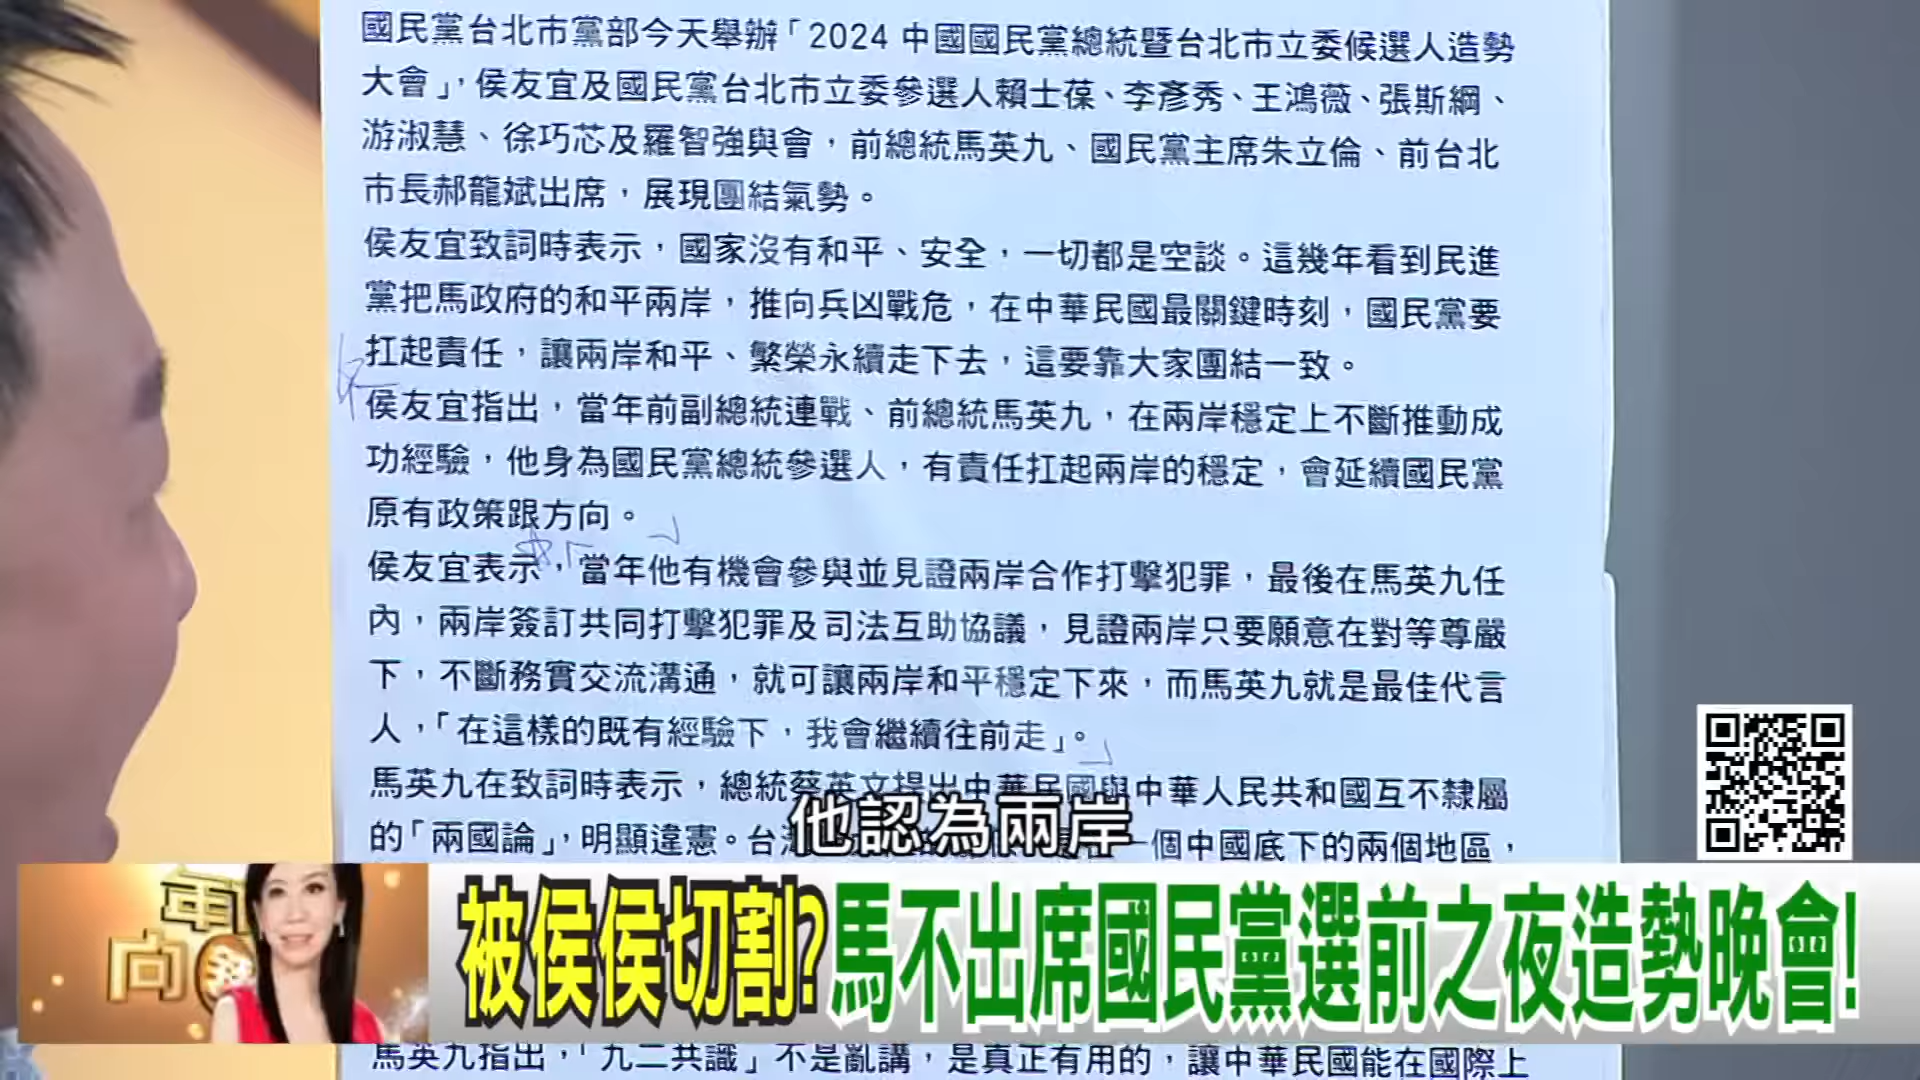 國民黨台北市黨部今天舉辦「2024 中國國民黨總統暨台北市立委候選人造勢
大會」，侯友宜及國民黨台北市立委參選人賴士葆、李彥秀、王鴻薇、張斯綱、
游淑慧、徐巧芯及羅智強與會，前總統馬英九、國民黨主席朱立倫、前台北
市長郝龍斌出席，展現團結氣勢。
侯友宜致詞時表示，國家沒有和平、安全，一切都是空談。這幾年看到民進
黨把馬政府的和平兩岸，推向兵凶戰危，在中華民國最關鍵時刻，國民黨要
扛起責任，讓兩岸和平、繁榮永續走下去，這要靠大家團結一致。
侯友宜指出，當年前副總統連戰、前總統馬英九，在兩岸穩定上不斷推動成
功經驗，他身為國民黨總統參選人，有責任扛起兩岸的穩定，會延續國民黨
原有政策跟方向。
侯友宜表示，當年他有機會參與並見證兩岸合作打擊犯罪，最後在馬英九任
內，兩岸簽訂共同打擊犯罪及司法互助協議，見證兩岸只要願意在對等尊嚴
下，不斷務實交流溝通，就可讓兩岸和平穩定下來，而馬英九就是最佳代言
人，「在這樣的既有經驗下，我會繼續往前走」。
馬英九在致詞時表示，總統蔡英文提出中華民國與中華人民共和國互不隸屬
的「兩國論」，明顯違憲。台 一個中國底下的兩個地區，
他認為兩岸
年
向
被侯侯切割?馬不出席國民黨選前之夜造勢晚會!
馬英九指出，「九二共識」不是亂講，是真正有用的，讓中華民國能在國際上